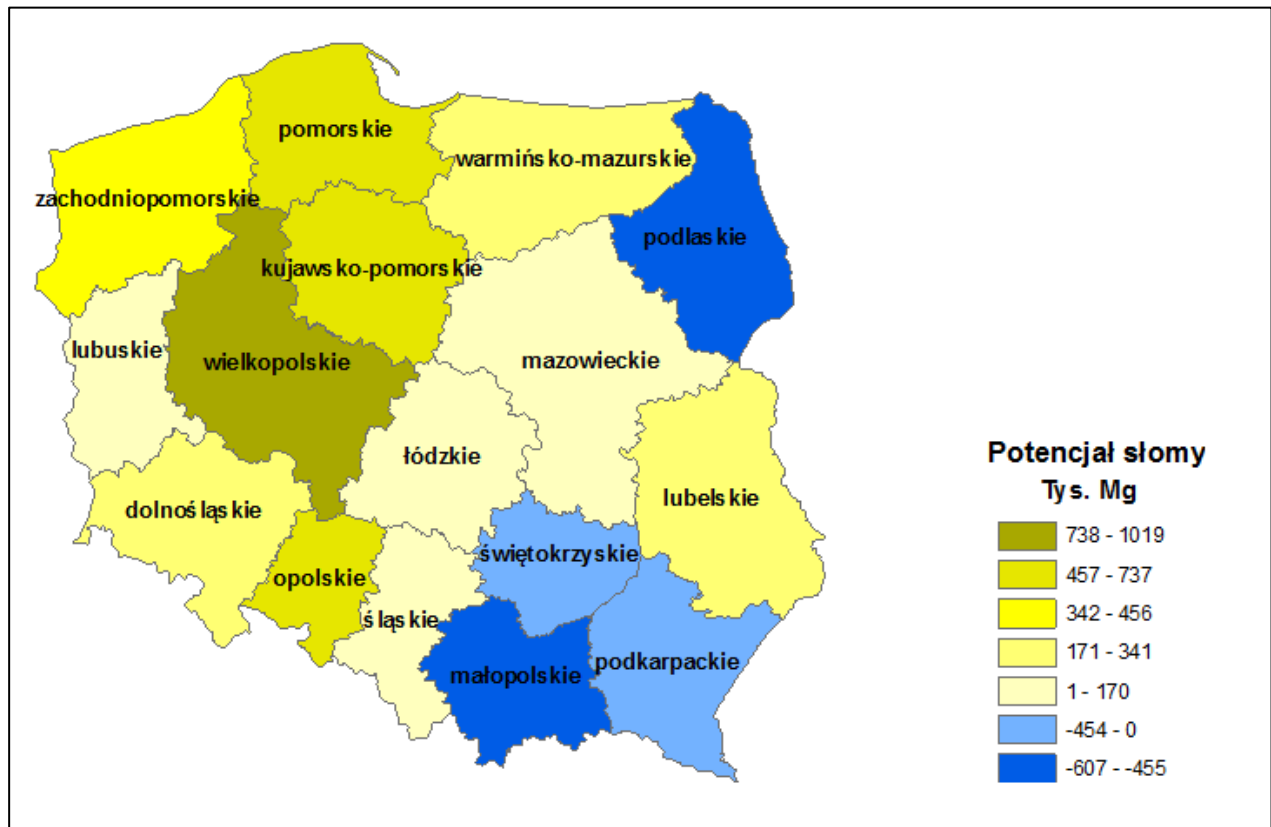 pomorskie
warmińsko-mazurskie
zachodniopomorskie
podlaskie
kujawsko-pomorskie
lubuskie
wielkopolskie
mazowieckie
łódzkie
lubelskie
dolnośląskie
świętokrzyskie
opolskie
śląskie
podkarpackie
małopolskie
Potencjał słomy
Tys. Mg
738 - 1019
457 - 737
342 - 456
171 - 341
1 - 170
-454 - 0
-607 - -455